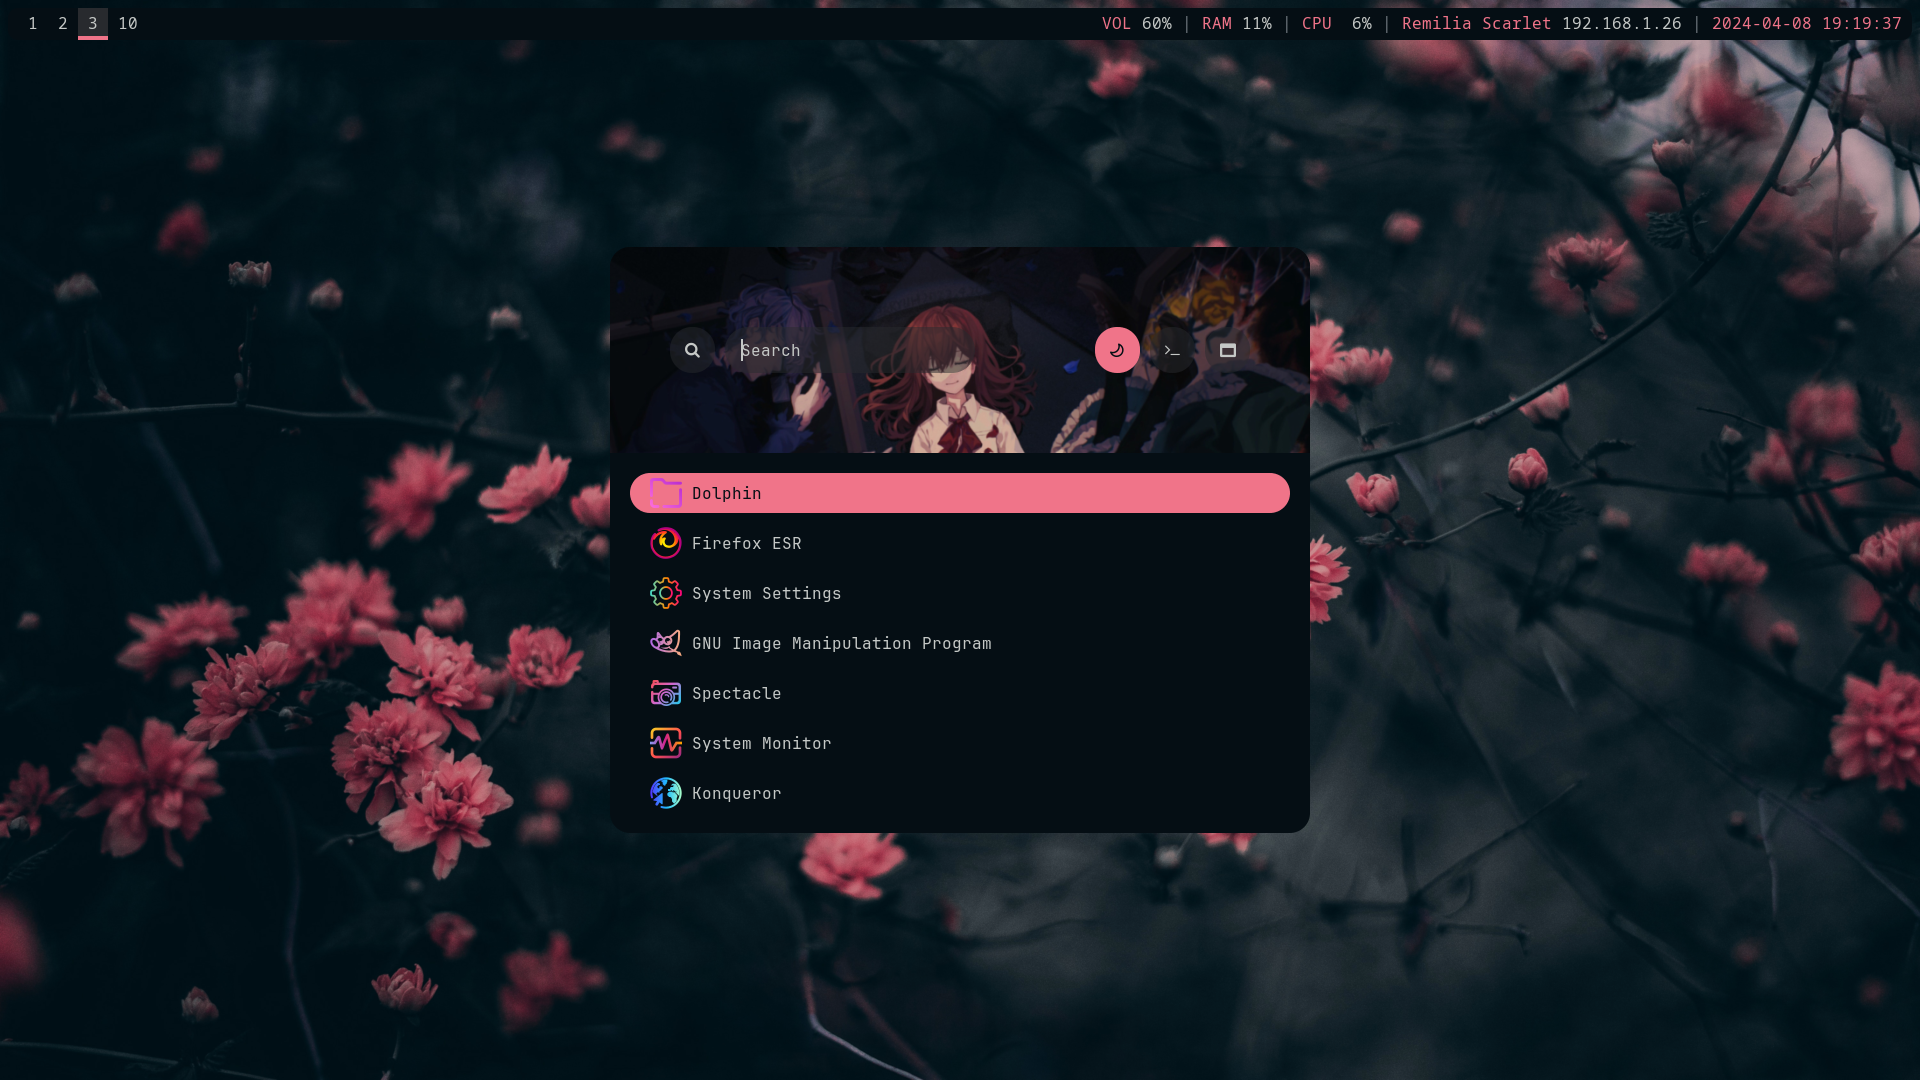 1 2 3 10 VOL 60% | RAM 11% | CPU 6% | Remilia Scarlet 192.168.1.26 | 2024-04-08 19:19:37
Search
Dolphin
Firefox ESR
System Settings
GNU Image Manipulation Program
Spectacle
System Monitor
Konqueror